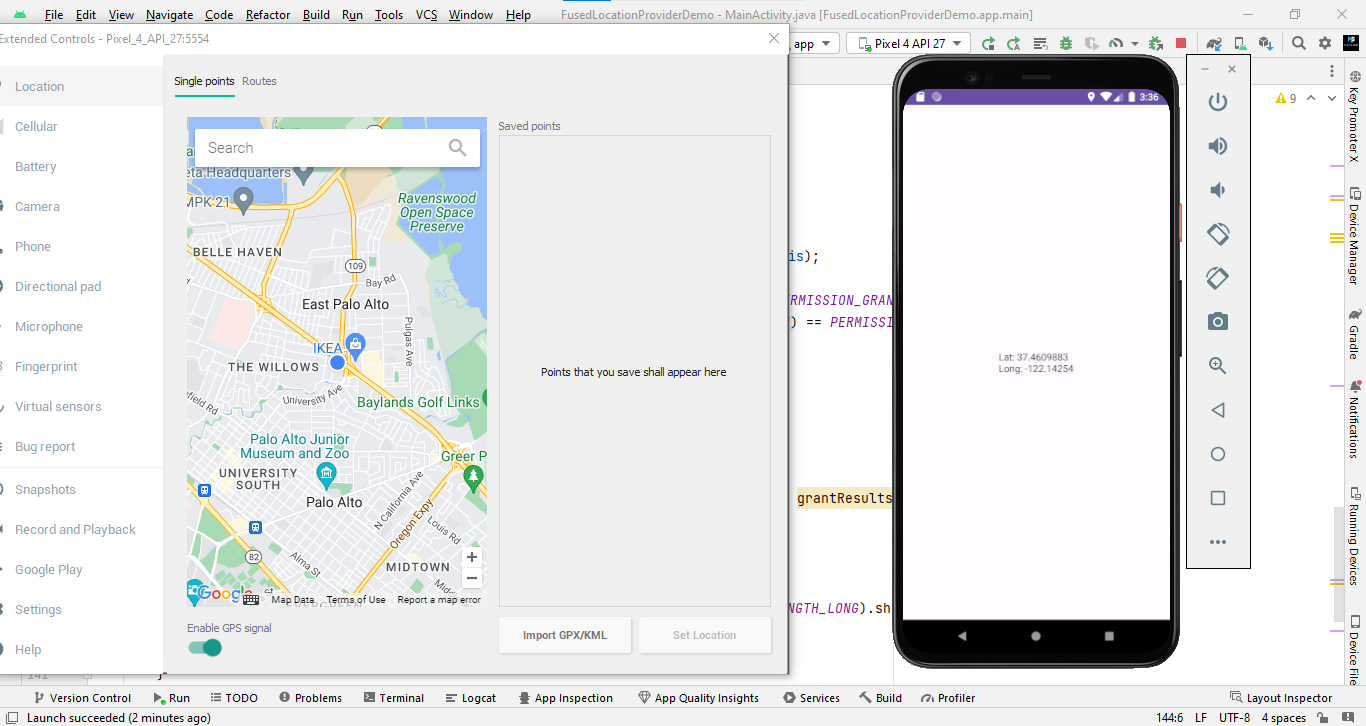 File Edit View Navigate Code Refactor Build Run Tools VCS Window Help FusedLocationProviderDemo - MainActivity.java [FusedLocationProviderDemo.app.main]
Extended Controls - Pixel_4_API_27:5554
app
Pixel 4 API 27
Location
Cellular
Battery
Camera
Phone
Directional pad
Microphone
Fingerprint
Virtual sensors
Bug report
Snapshots
Record and Playback
Google Play
Settings
Help
Single points Routes
Search
MPK 21
Ravenswood
Open Space
Preserve
BELLE HAVEN
109
Bay Rd
East Palo Alto
Pulgas Ave
IKEA
THE WILLOWS
University Ave
Baylands Golf Links
Palo Alto Junior
Museum and Zoo
Green P
UNIVERSITY
SOUTH
Palo Alto
N California Ave
Oregon Expy
Louis Rd
82
Alma St
MIDTOWN
+
−
Google
Map Data Terms of Use Report a map error
Enable GPS signal
Saved points
Points that you save shall appear here
Import GPX/KML
Set Location
is);
RMISSION_GRAN
) == PERMISSI
grantResults
NGTH_LONG).sh
3:36
Lat: 37.4609883
Long: -122.14254
9
Key Promoter X
Device Manager
Gradle
Notifications
Running Devices
Device File
Version Control Run TODO Problems Terminal Logcat App Inspection App Quality Insights Services Build Profiler Layout Inspector
Launch succeeded (2 minutes ago) 144:6 LF UTF-8 4 spaces